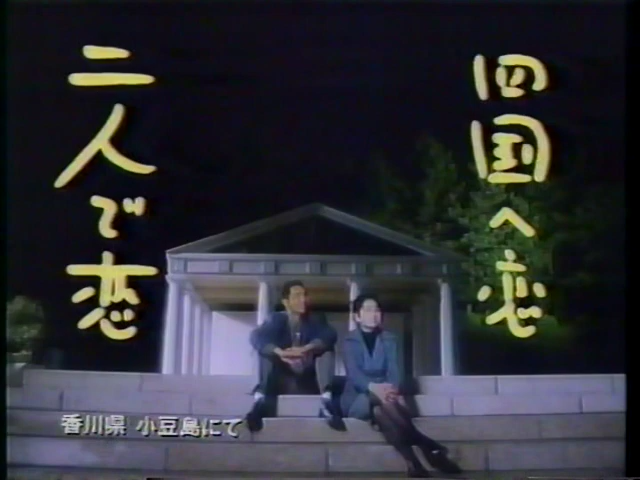 四国へ恋
二人で恋
香川県 小豆島にて